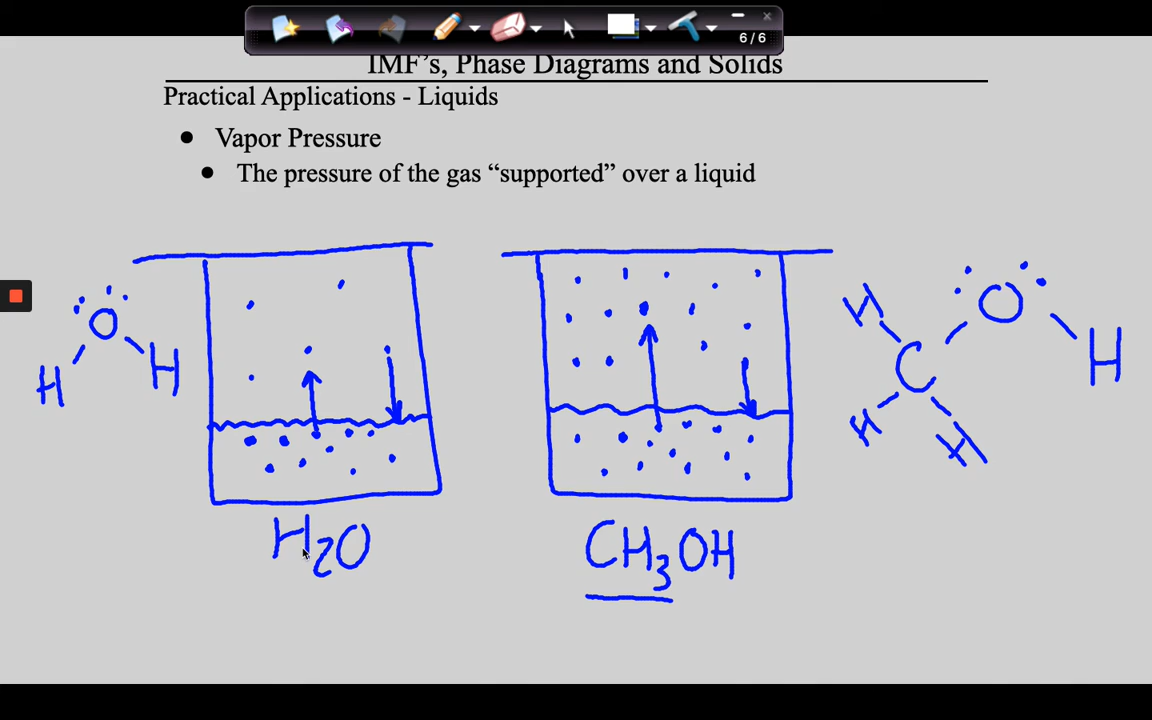 6/6
IMF's, Phase Diagrams and Solids
Practical Applications - Liquids
● Vapor Pressure
● The pressure of the gas “supported” over a liquid
O
H H
H
O
C
H
H
H
H2O
CH3OH